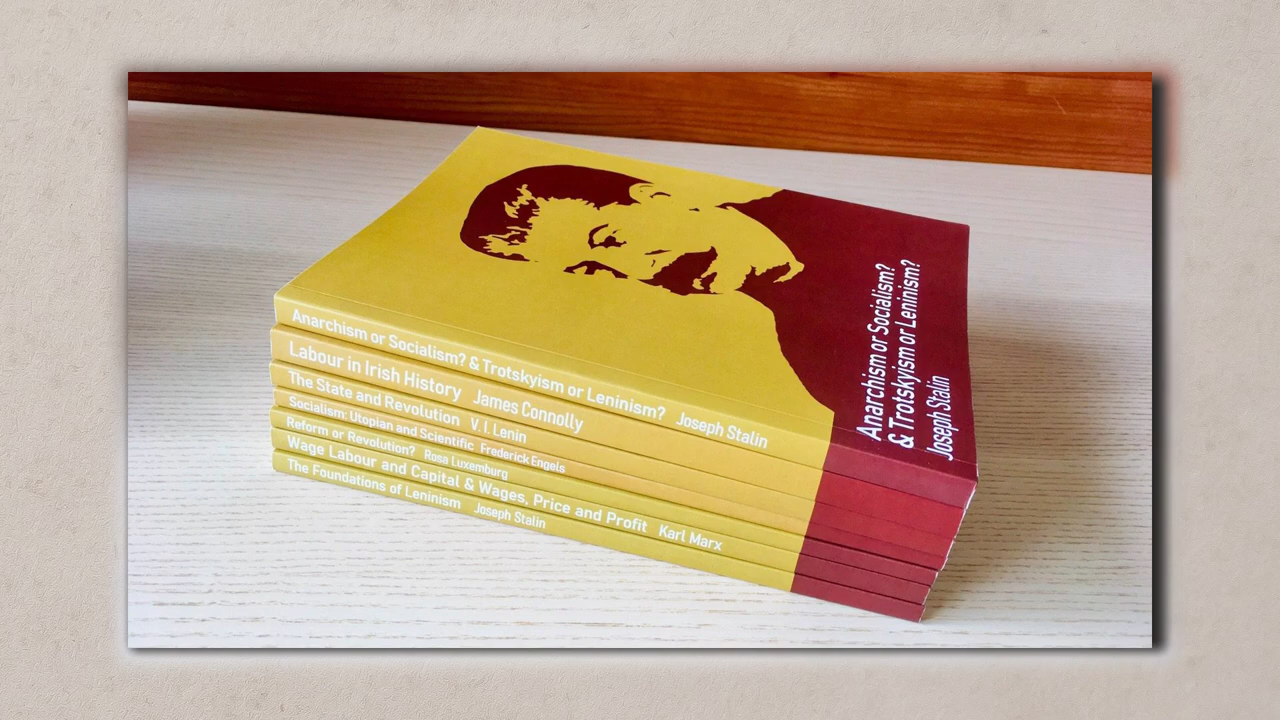 Anarchism or Socialism?
& Trotskyism or Leninism?
Joseph Stalin
Anarchism or Socialism? & Trotskyism or Leninism? Joseph Stalin
Labour in Irish History James Connolly
The State and Revolution V. I. Lenin
Socialism: Utopian and Scientific Frederick Engels
Reform or Revolution? Rosa Luxemburg
Wage Labour and Capital & Wages, Price and Profit Karl Marx
The Foundations of Leninism Joseph Stalin